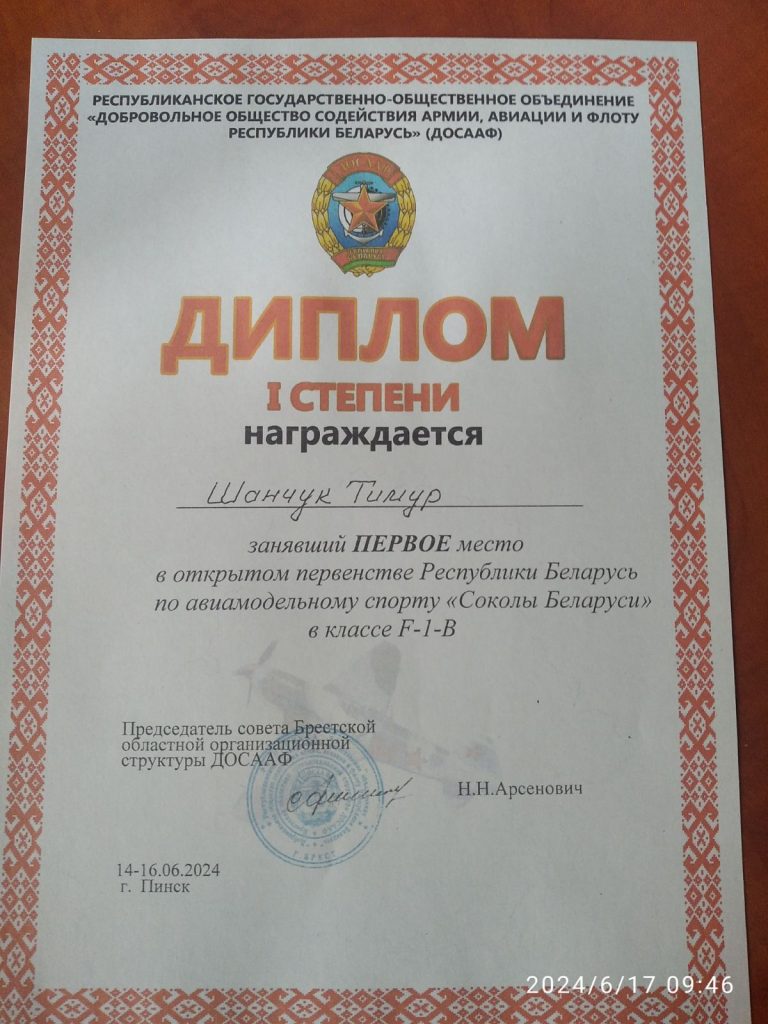 РЕСПУБЛИКАНСКОЕ ГОСУДАРСТВЕННО-ОБЩЕСТВЕННОЕ ОБЪЕДИНЕНИЕ
«ДОБРОВОЛЬНОЕ ОБЩЕСТВО СОДЕЙСТВИЯ АРМИИ, АВИАЦИИ И ФЛОТУ
РЕСПУБЛИКИ БЕЛАРУСЬ» (ДОСААФ)
ДОСААФ
ДИПЛОМ
I СТЕПЕНИ
награждается
Шанчук Тимур
занявший ПЕРВОЕ место
в открытом первенстве Республики Беларусь
по авиамодельному спорту «Соколы Беларуси»
в классе F-1-B
Председатель совета Брестской
областной организационной
структуры ДОСААФ
Н.Н.Арсенович
г. БРЕСТ
14-16.06.2024
г. Пинск
2024/6/17 09:46